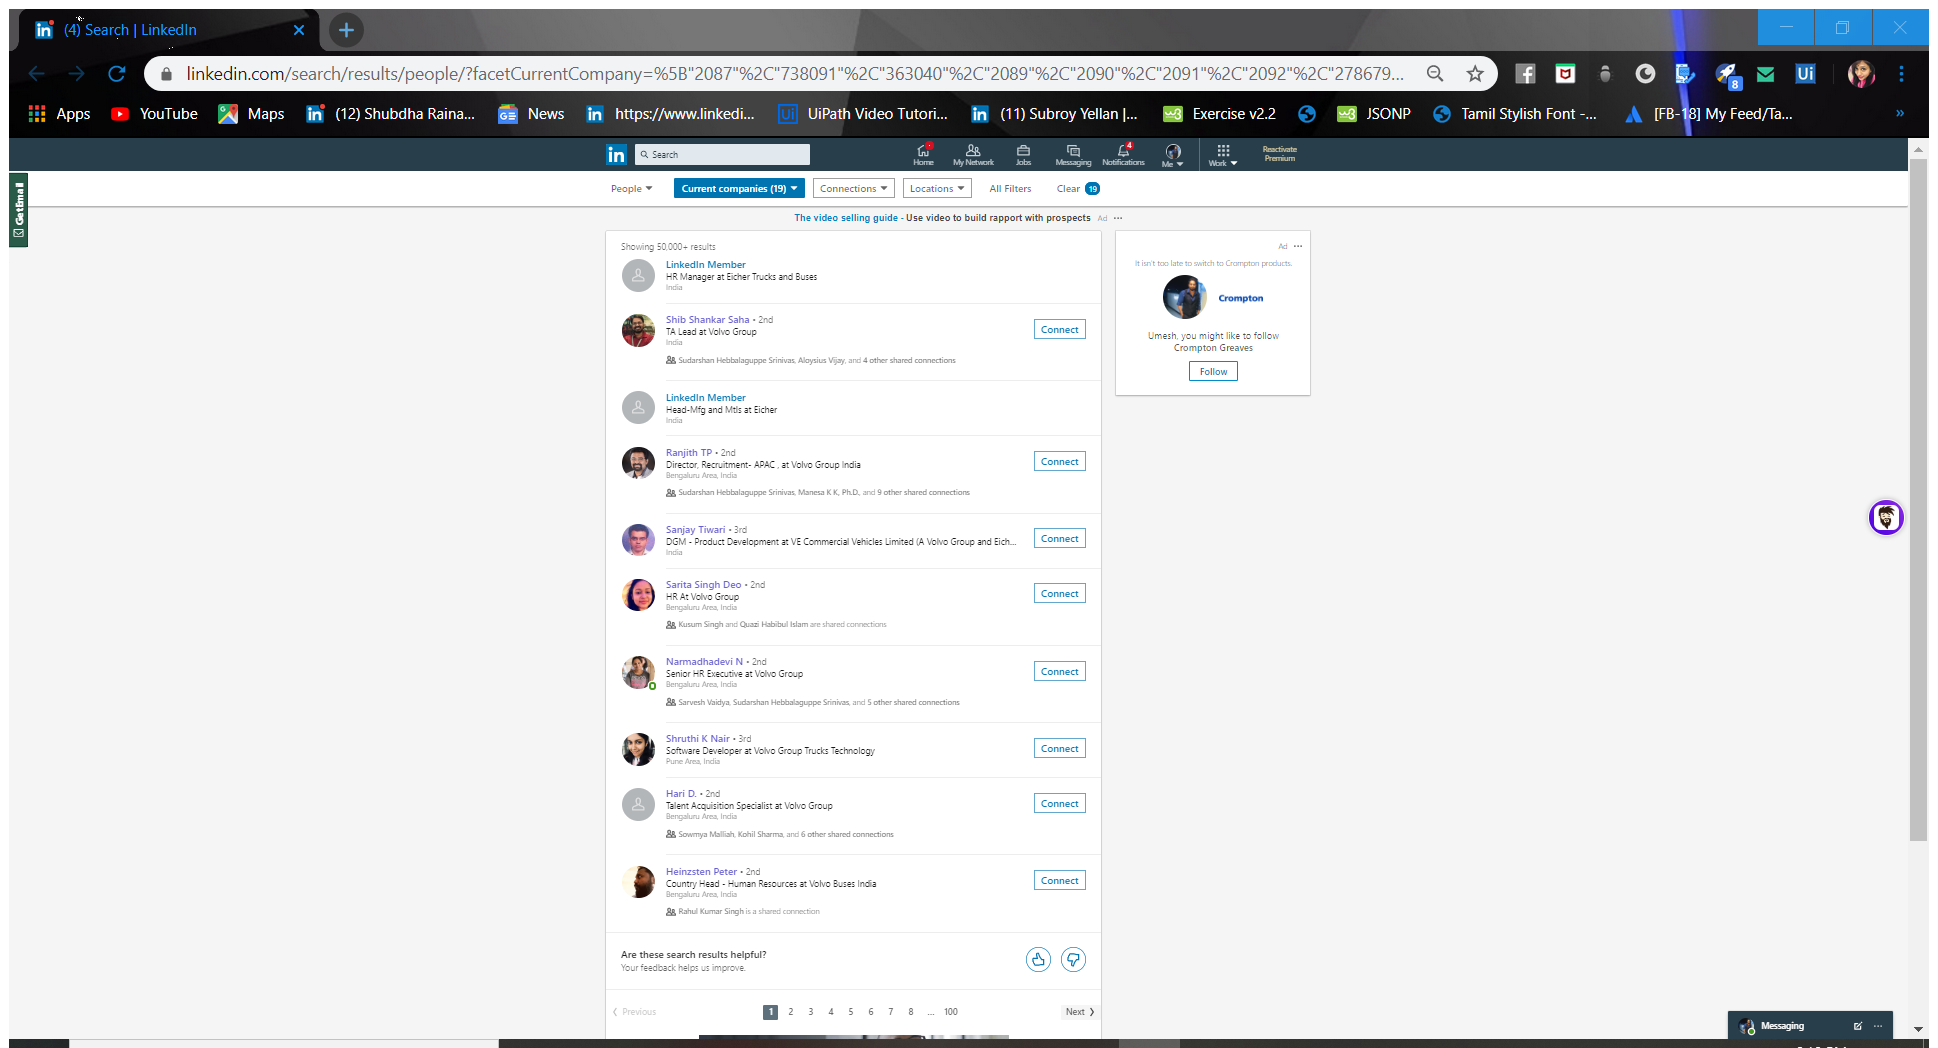 (4) Search | LinkedIn
linkedin.com/search/results/people/?facetCurrentCompany=%5B"2087"%2C"738091"%2C"363040"%2C"2089"%2C"2090"%2C"2091"%2C"2092"%2C"278679...
8
Ui
Apps
YouTube
Maps
(12) Shubdha Raina...
News
https://www.linkedi...
UiPath Video Tutori...
(11) Subroy Yellan |...
Exercise v2.2
JSONP
Tamil Stylish Font -...
[FB-18] My Feed/Ta...
»
in
Search
Home
My Network
Jobs
Messaging
4
Notifications
Me
Work
Reactivate
Premium
GetEmail
People
Current companies (19)
Connections
Locations
All Filters
Clear 19
The video selling guide - Use video to build rapport with prospects Ad ...
Showing 50,000+ results
LinkedIn Member
HR Manager at Eicher Trucks and Buses
India
Shib Shankar Saha • 2nd
TA Lead at Volvo Group
India
Sudarshan Hebbalaguppe Srinivas, Aloysius Vijay, and 4 other shared connections
Connect
LinkedIn Member
Head-Mfg and Mtls at Eicher
India
Ranjith TP • 2nd
Director, Recruitment- APAC , at Volvo Group India
Bengaluru Area, India
Sudarshan Hebbalaguppe Srinivas, Manesa K K, Ph.D., and 9 other shared connections
Connect
Sanjay Tiwari • 3rd
DGM - Product Development at VE Commercial Vehicles Limited (A Volvo Group and Eich...
India
Connect
Sarita Singh Deo • 2nd
HR At Volvo Group
Bengaluru Area, India
Kusum Singh and Quazi Habibul Islam are shared connections
Connect
Narmadhadevi N • 2nd
Senior HR Executive at Volvo Group
Bengaluru Area, India
Sarvesh Vaidya, Sudarshan Hebbalaguppe Srinivas, and 5 other shared connections
Connect
Shruthi K Nair • 3rd
Software Developer at Volvo Group Trucks Technology
Pune Area, India
Connect
Hari D. • 2nd
Talent Acquisition Specialist at Volvo Group
Bengaluru Area, India
Sowmya Malliah, Kohil Sharma, and 6 other shared connections
Connect
Heinzsten Peter • 2nd
Country Head - Human Resources at Volvo Buses India
Bengaluru Area, India
Rahul Kumar Singh is a shared connection
Connect
Are these search results helpful?
Your feedback helps us improve.
Previous 1 2 3 4 5 6 7 8 ... 100 Next
Ad ...
It isn't too late to switch to Crompton products.
Crompton
Umesh, you might like to follow
Crompton Greaves
Follow
Messaging